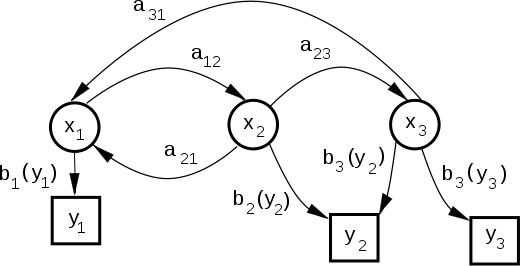 a31
a12
a23
x1
x2
x3
a21
b1(y1)
b3(y2)
b3(y3)
b2(y2)
y1
y2
y3